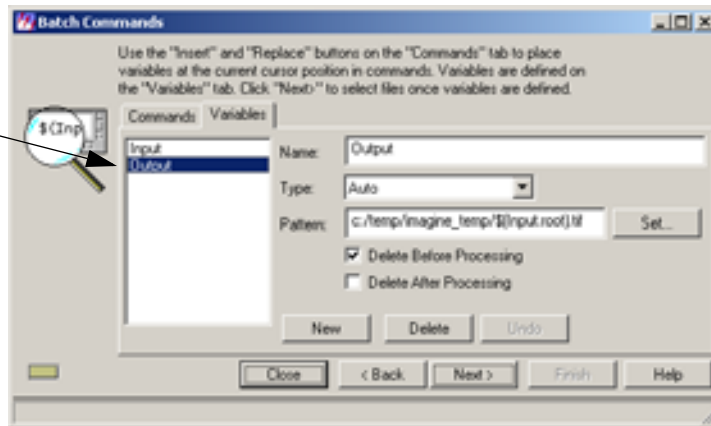 Batch Commands
Use the "Insert" and "Replace" buttons on the "Commands" tab to place
variables at the current cursor position in commands. Variables are defined on
the "Variables" tab. Click "Next>" to select files once variables are defined.
Commands Variables
$(Inp
Input
Output
Name: Output
Type: Auto
Pattern: c:/temp/imagine_temp/$(Input.root).tif Set...
Delete Before Processing
Delete After Processing
New Delete Undo
Close < Back Next > Finish Help